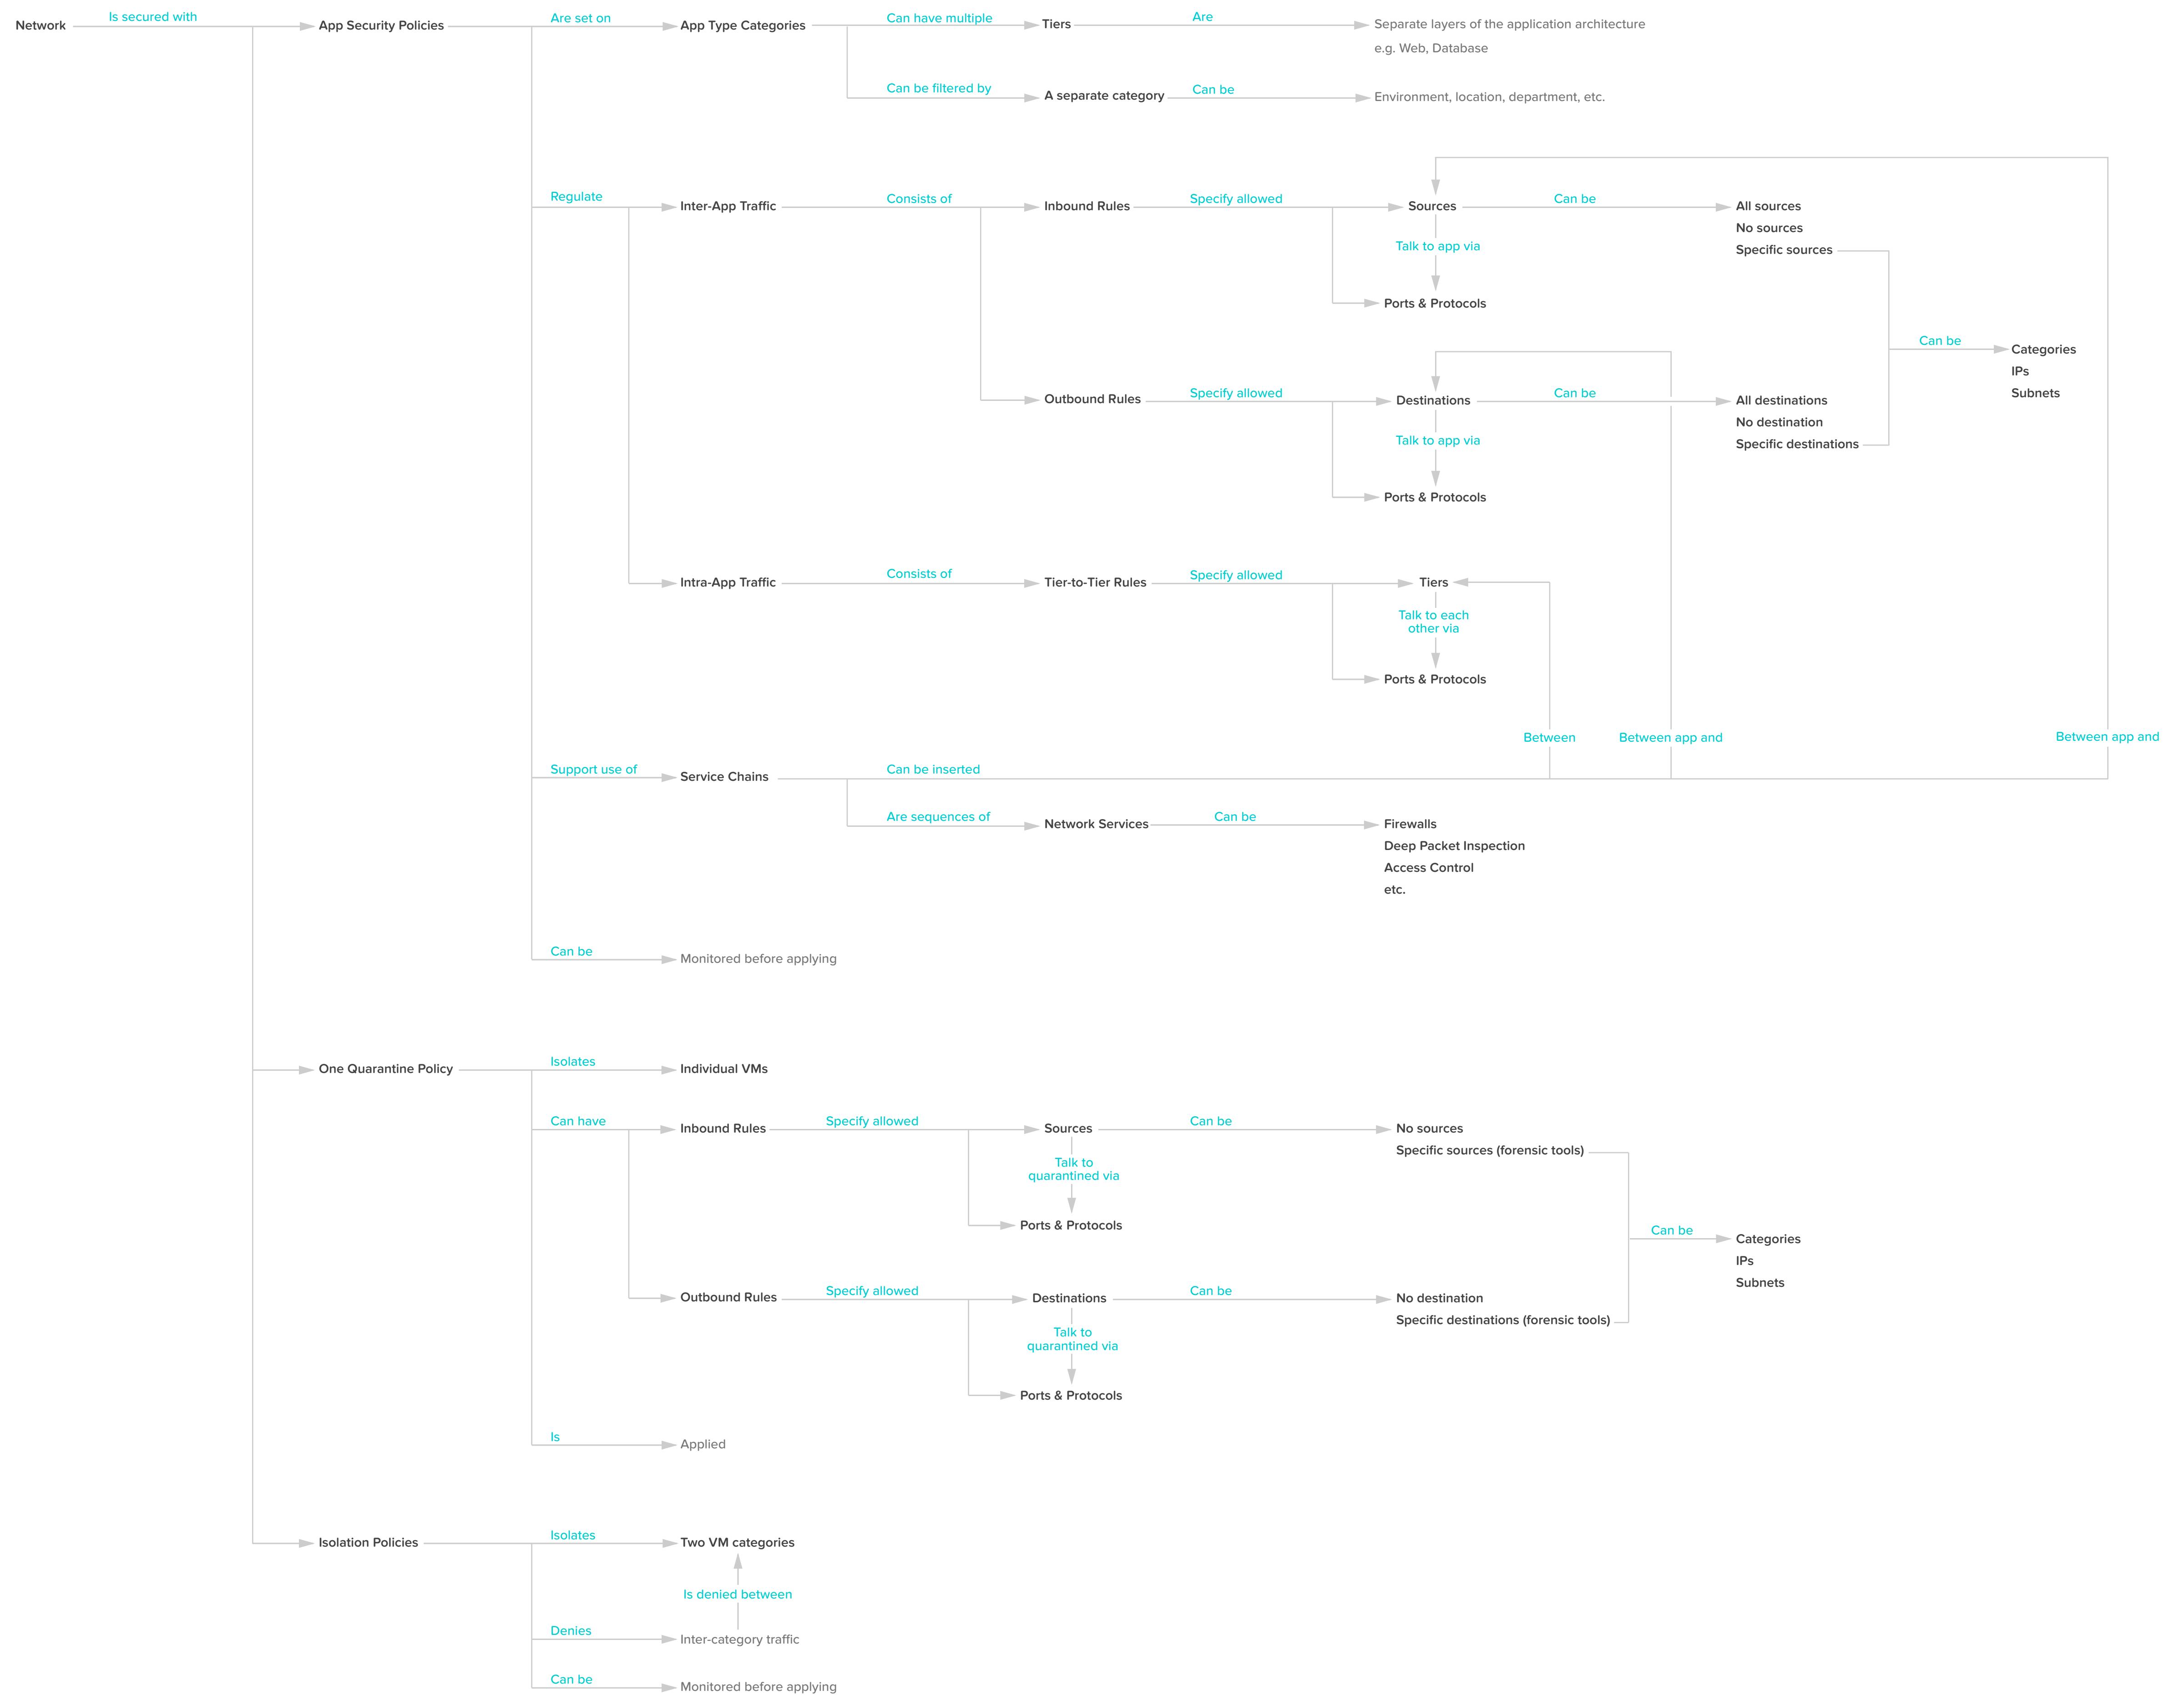 Network
Is secured with
App Security Policies
Are set on
App Type Categories
Can have multiple
Tiers
Are
Separate layers of the application architecture
e.g. Web, Database
Can be filtered by
A separate category
Can be
Environment, location, department, etc.
Regulate
Inter-App Traffic
Consists of
Inbound Rules
Specify allowed
Sources
Can be
All sources
No sources
Specific sources
Talk to app via
Ports & Protocols
Can be
Categories
IPs
Subnets
Outbound Rules
Specify allowed
Destinations
Can be
All destinations
No destination
Specific destinations
Talk to app via
Ports & Protocols
Intra-App Traffic
Consists of
Tier-to-Tier Rules
Specify allowed
Tiers
Talk to each
other via
Ports & Protocols
Between
Between app and
Between app and
Support use of
Service Chains
Can be inserted
Are sequences of
Network Services
Can be
Firewalls
Deep Packet Inspection
Access Control
etc.
Can be
Monitored before applying
One Quarantine Policy
Isolates
Individual VMs
Can have
Inbound Rules
Specify allowed
Sources
Can be
No sources
Specific sources (forensic tools)
Talk to
quarantined via
Ports & Protocols
Can be
Categories
IPs
Subnets
Outbound Rules
Specify allowed
Destinations
Can be
No destination
Specific destinations (forensic tools)
Talk to
quarantined via
Ports & Protocols
Is
Applied
Isolation Policies
Isolates
Two VM categories
Is denied between
Denies
Inter-category traffic
Can be
Monitored before applying